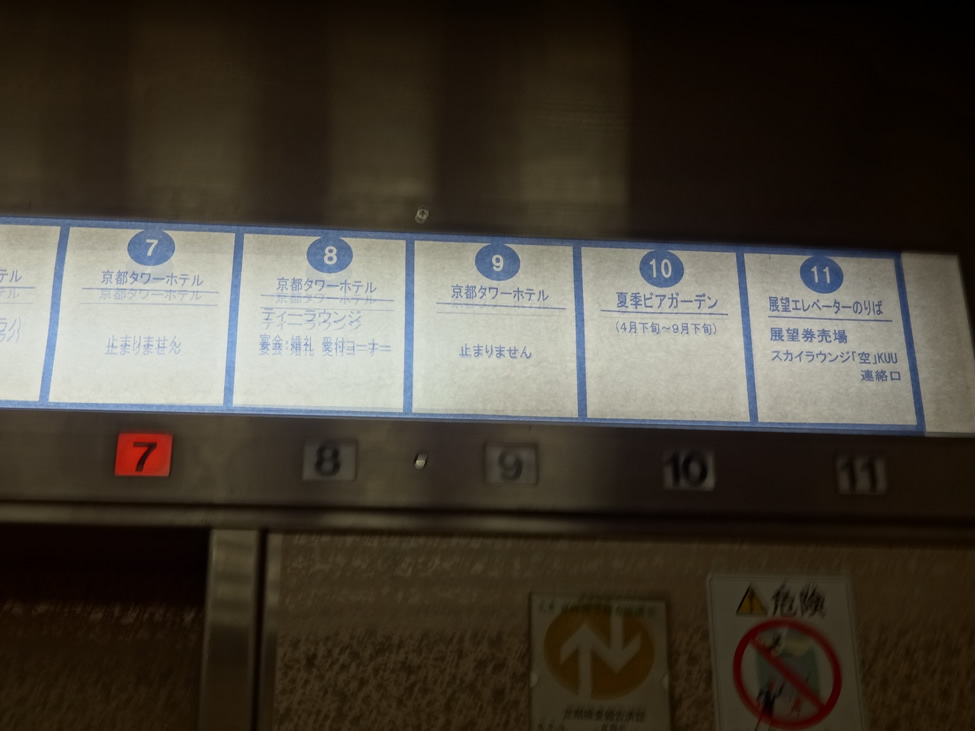 テル
7
京都タワーホテル
止まりません
8
京都タワーホテル
ティーラウンジ
宴会・婚礼 受付コーナー
9
京都タワーホテル
止まりません
10
夏季ビアガーデン
(4月下旬~9月下旬)
11
展望エレベーターのりば
展望券売場
スカイラウンジ「空」KUU
連絡口
7
8
9
10
11
危険